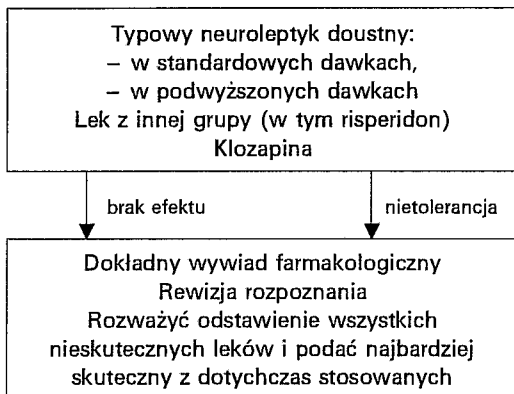 Typowy neuroleptyk doustny:
– w standardowych dawkach,
– w podwyższonych dawkach
Lek z innej grupy (w tym risperidon)
Klozapina
brak efektu
nietolerancja
Dokładny wywiad farmakologiczny
Rewizja rozpoznania
Rozważyć odstawienie wszystkich
nieskutecznych leków i podać najbardziej
skuteczny z dotychczas stosowanych